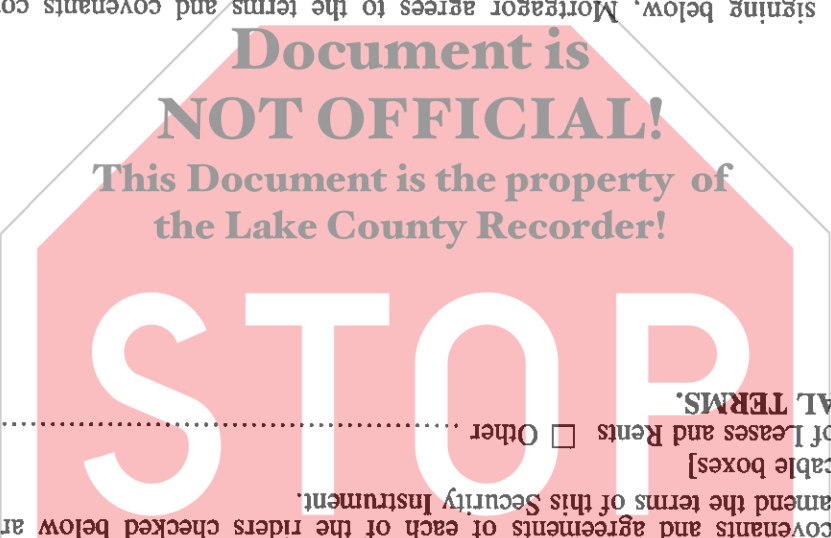 Document is
NOT OFFICIAL!
This Document is the property of
the Lake County Recorder!
STOP
covenants and agreements of each of the riders checked below ar
amend the terms of this Security Instrument.
cable boxes]
of Leases and Rents ☐ Other ........................................................
AL TERMS.
signing below, Mortgagor agrees to the terms and covenants co